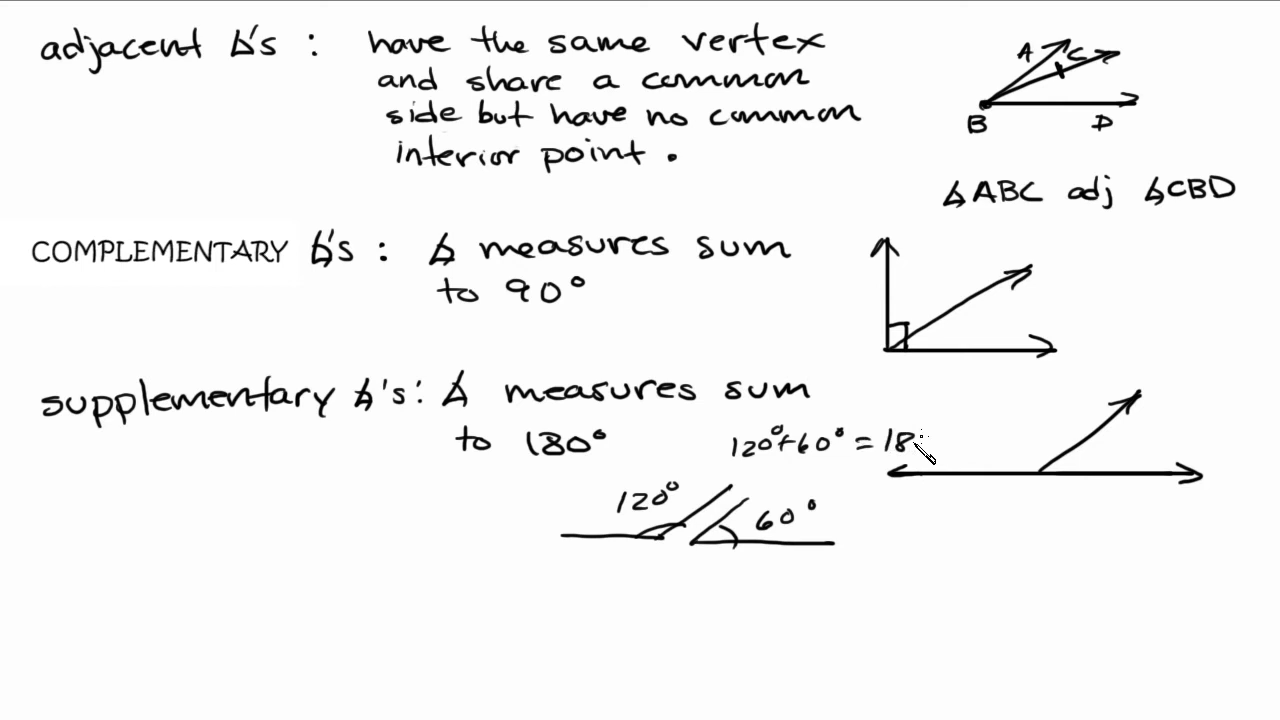 adjacent ∡'s : have the same vertex
and share a common
side but have no common
interior point .
A C
B D
∡ABC adj ∡CBD
COMPLEMENTARY ∡'s : ∡ measures sum
to 90°
supplementary ∡'s : ∡ measures sum
to 180°
120°+60° = 18
120° 60°